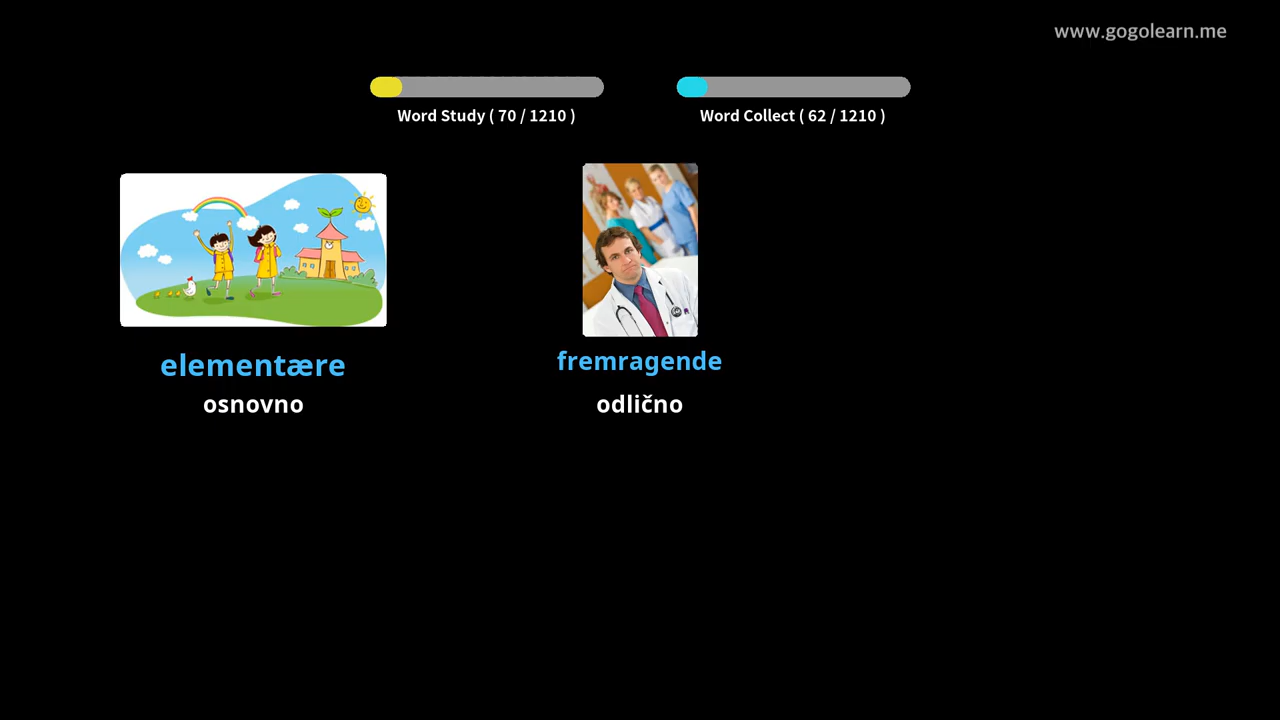 www.gogolearn.me
Word Study ( 70 / 1210 )
Word Collect ( 62 / 1210 )
elementære
fremragende
osnovno
odlično